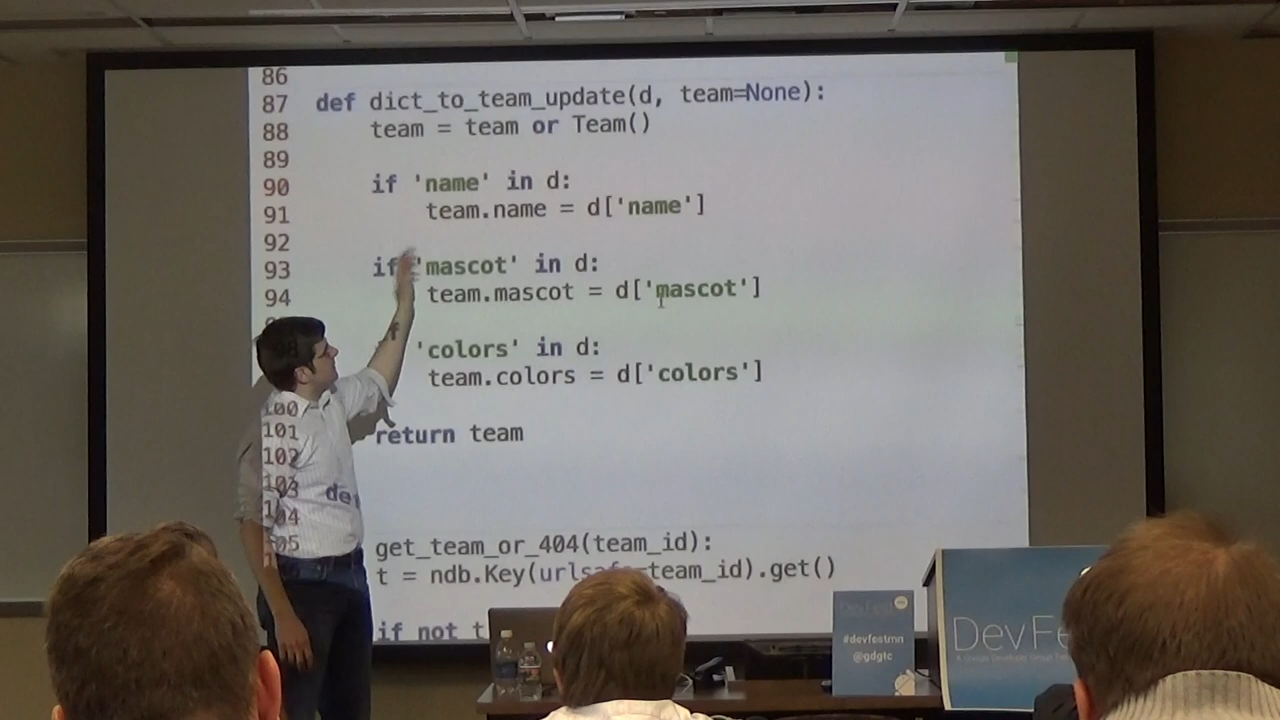 86
87 def dict_to_team_update(d, team=None):
88 team = team or Team()
89
90 if 'name' in d:
91 team.name = d['name']
92
93 if 'mascot' in d:
94 team.mascot = d['mascot']
'colors' in d:
team.colors = d['colors']
100
101 return team
102
103
104 get_team_or_404(team_id):
t = ndb.Key(urlsafe=team_id).get()
if not t
DevFest
#devfestmn
@gdgtc
DevFe